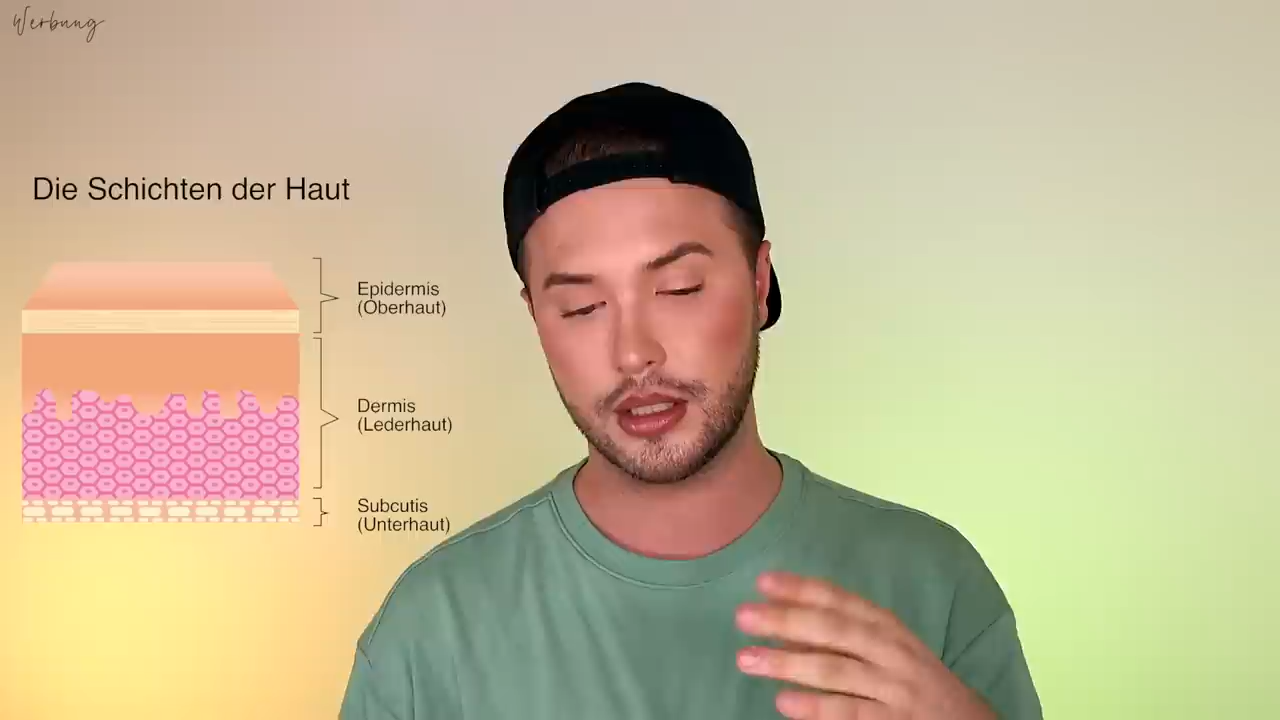 Werbung
Die Schichten der Haut
Epidermis
(Oberhaut)
Dermis
(Lederhaut)
Subcutis
(Unterhaut)